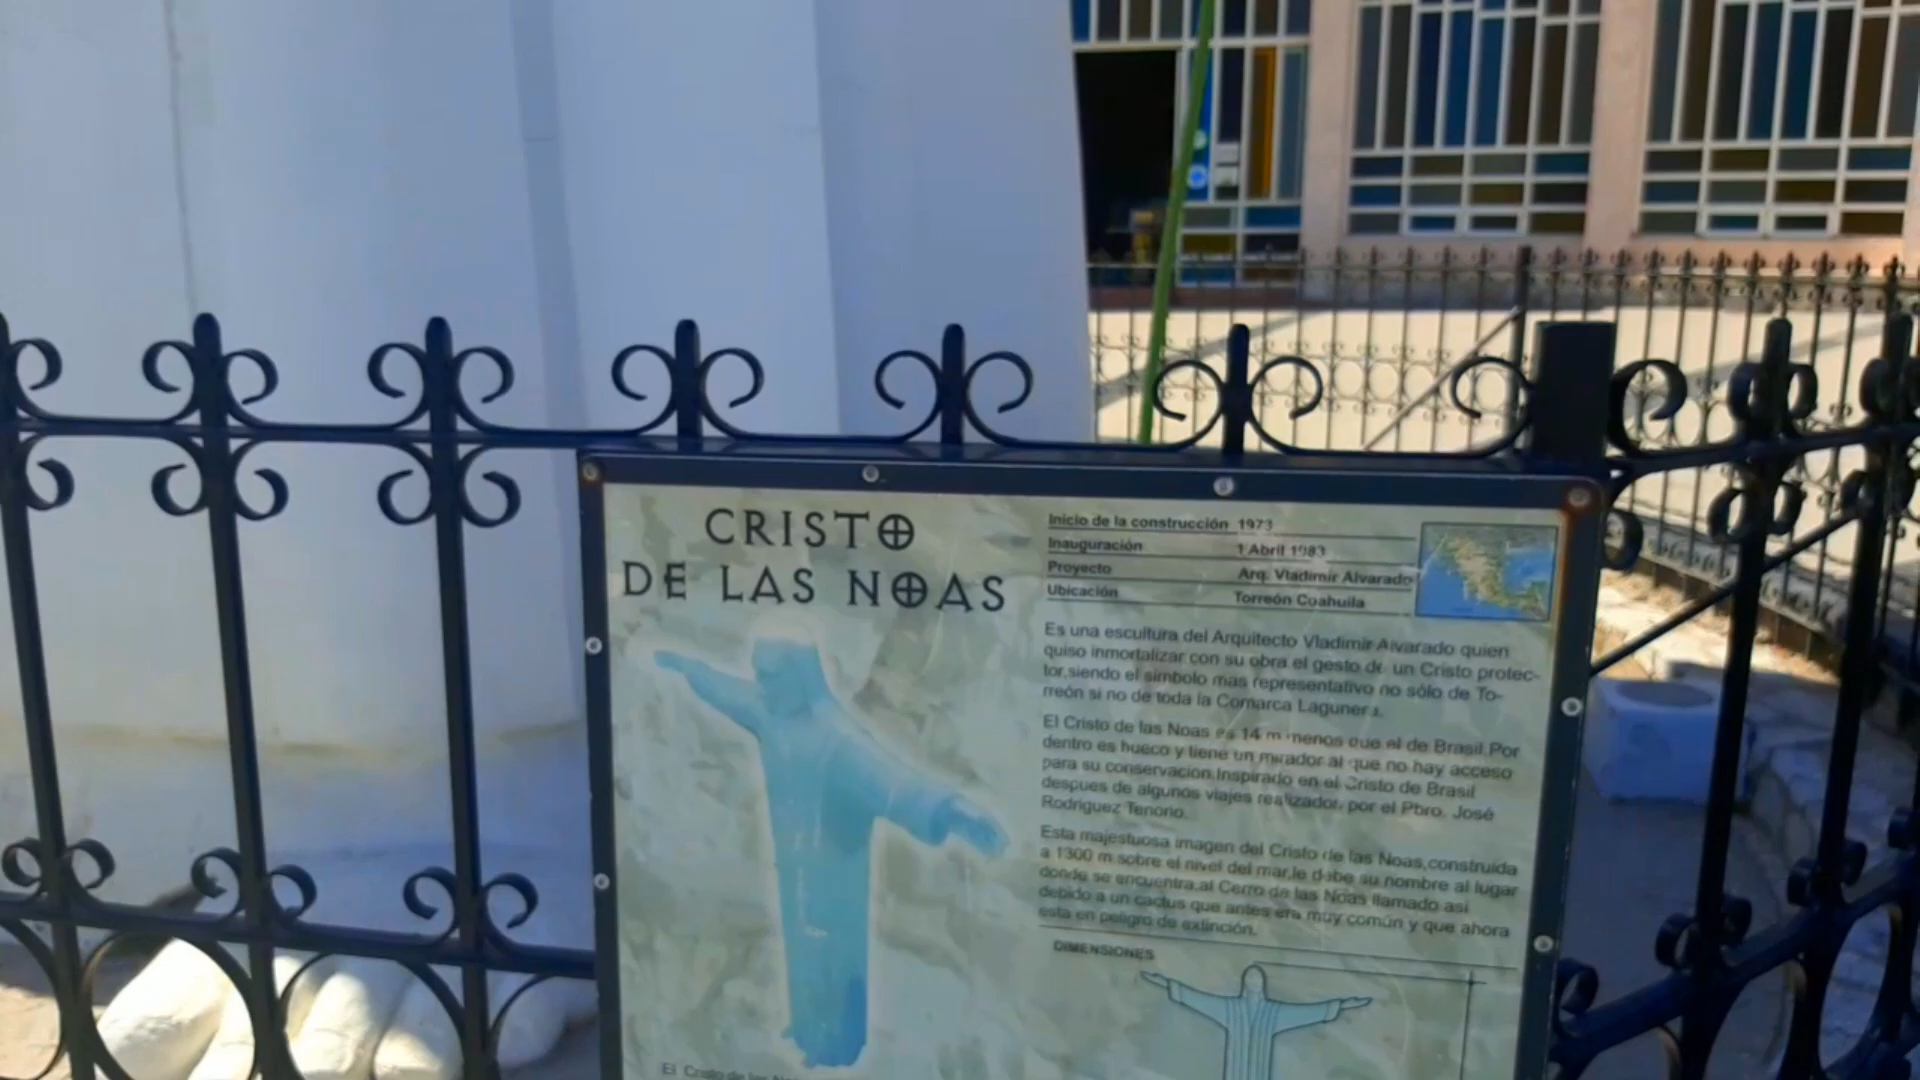 CRISTO
DE LAS NOAS
Inicio de la construcción 1973
Inauguración 1 Abril 1983
Proyecto Arq. Vladimir Alvarado
Ubicación Torreón Coahuila
Es una escultura del Arquitecto Vladimir Alvarado quien
quiso inmortalizar con su obra el gesto de un Cristo protec-
tor,siendo el simbolo mas representativo no sólo de To-
rreón si no de toda la Comarca Lagunera.
El Cristo de las Noas es 14 m menos que el de Brasil.Por
dentro es hueco y tiene un mirador al que no hay acceso
para su conservacion.Inspirado en el Cristo de Brasil
despues de algunos viajes realizados por el Pbro. José
Rodriguez Tenorio.
Esta majestuosa imagen del Cristo de las Noas,construida
a 1300 m sobre el nivel del mar,le debe su nombre al lugar
donde se encuentra,al Cerro de las Noas llamado asi
debido a un cactus que antes era muy común y que ahora
esta en peligro de extinción.
DIMENSIONES
El Cristo de las